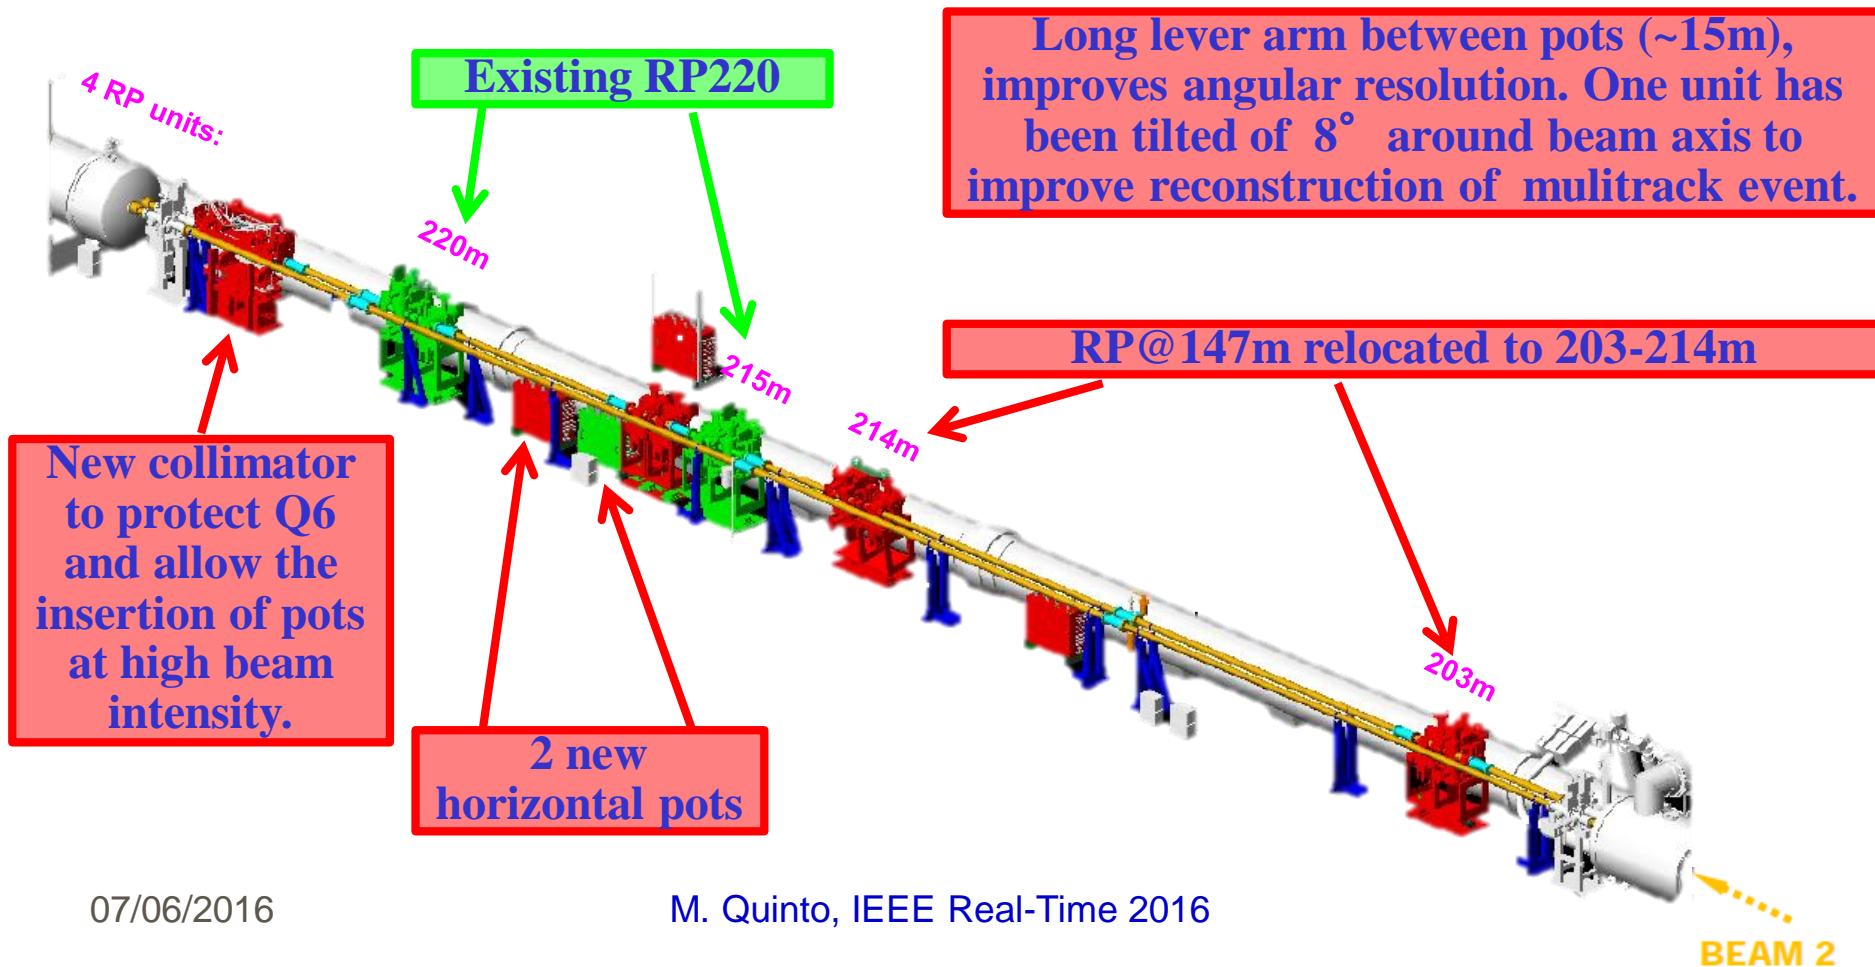 4 RP units:
Existing RP220
Long lever arm between pots (~15m),
improves angular resolution. One unit has
been tilted of 8° around beam axis to
improve reconstruction of mulitrack event.
220m
215m
RP@147m relocated to 203-214m
214m
New collimator
to protect Q6
and allow the
insertion of pots
at high beam
intensity.
203m
2 new
horizontal pots
07/06/2016
M. Quinto, IEEE Real-Time 2016
BEAM 2